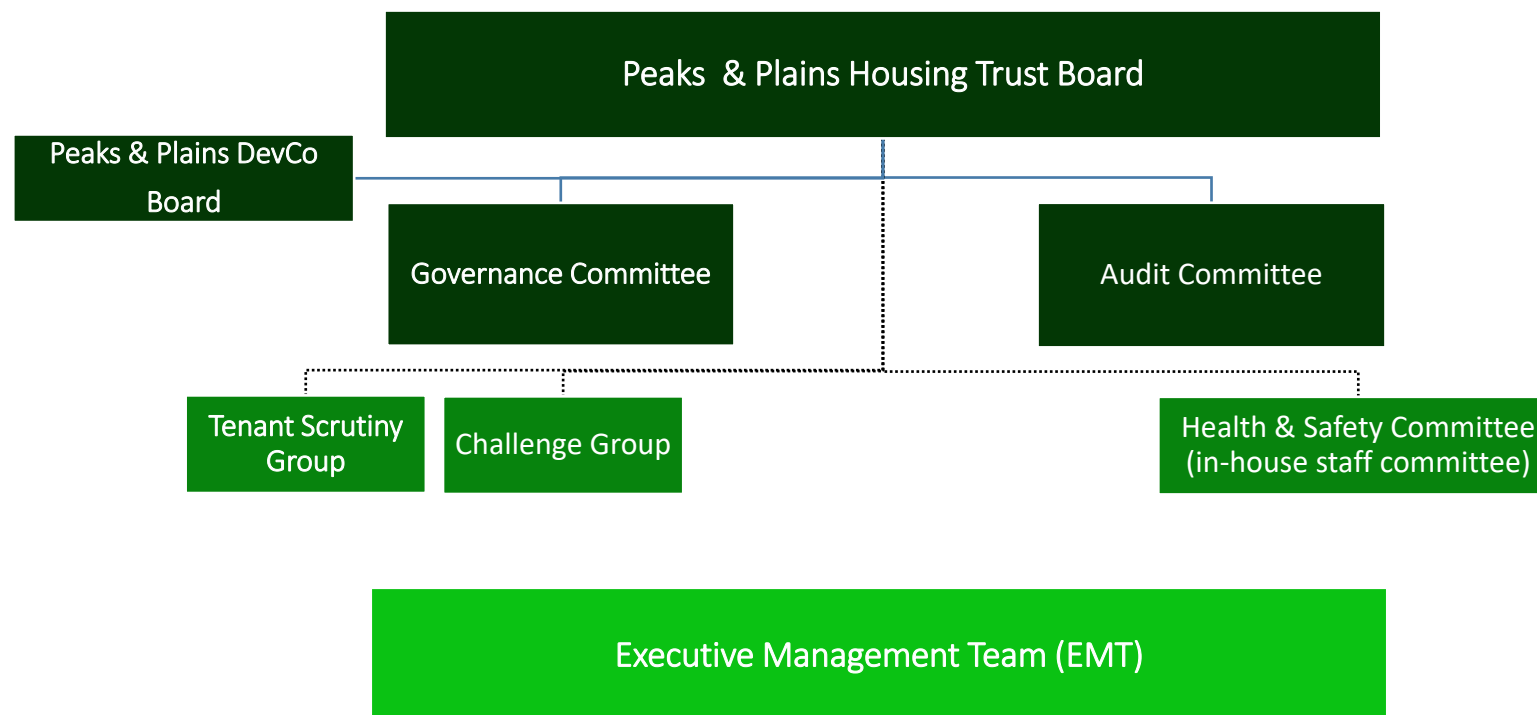 Peaks & Plains Housing Trust Board
Peaks & Plains DevCo
Board
Governance Committee
Audit Committee
Tenant Scrutiny
Group
Challenge Group
Health & Safety Committee
(in-house staff committee)
Executive Management Team (EMT)